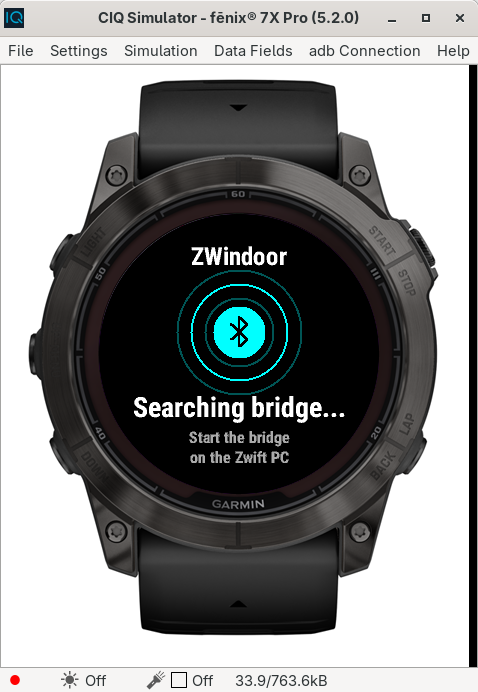 IQ
CIQ Simulator - fēnix® 7X Pro (5.2.0)
File Settings Simulation Data Fields adb Connection Help
60
LIGHT
START
STOP
50
ZWindoor
Searching bridge...
Start the bridge
on the Zwift PC
40
20
DOWN
LAP
BACK
GARMIN
Off Off 33.9/763.6kB